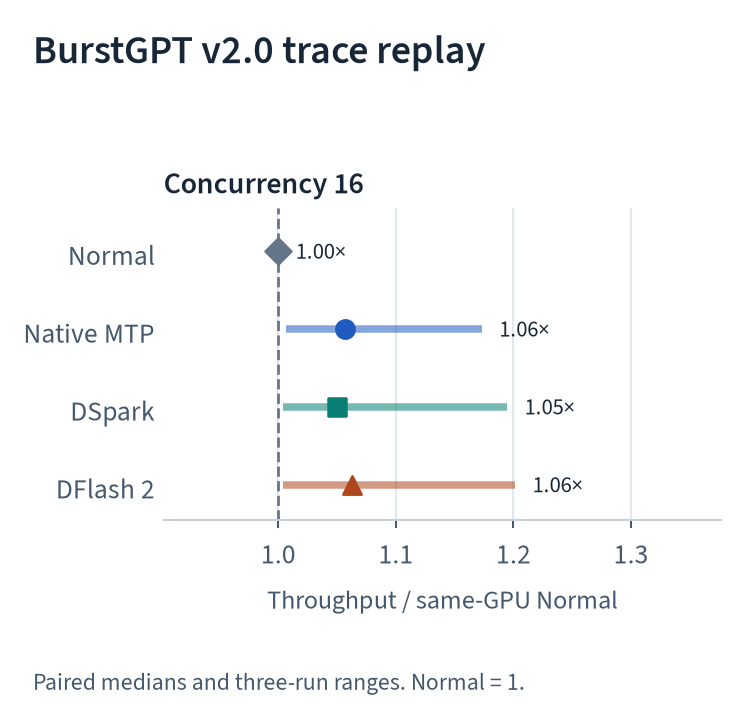 BurstGPT v2.0 trace replay
Concurrency 16
Normal 1.00×
Native MTP 1.06×
DSpark 1.05×
DFlash 2 1.06×
1.0 1.1 1.2 1.3
Throughput / same-GPU Normal
Paired medians and three-run ranges. Normal = 1.